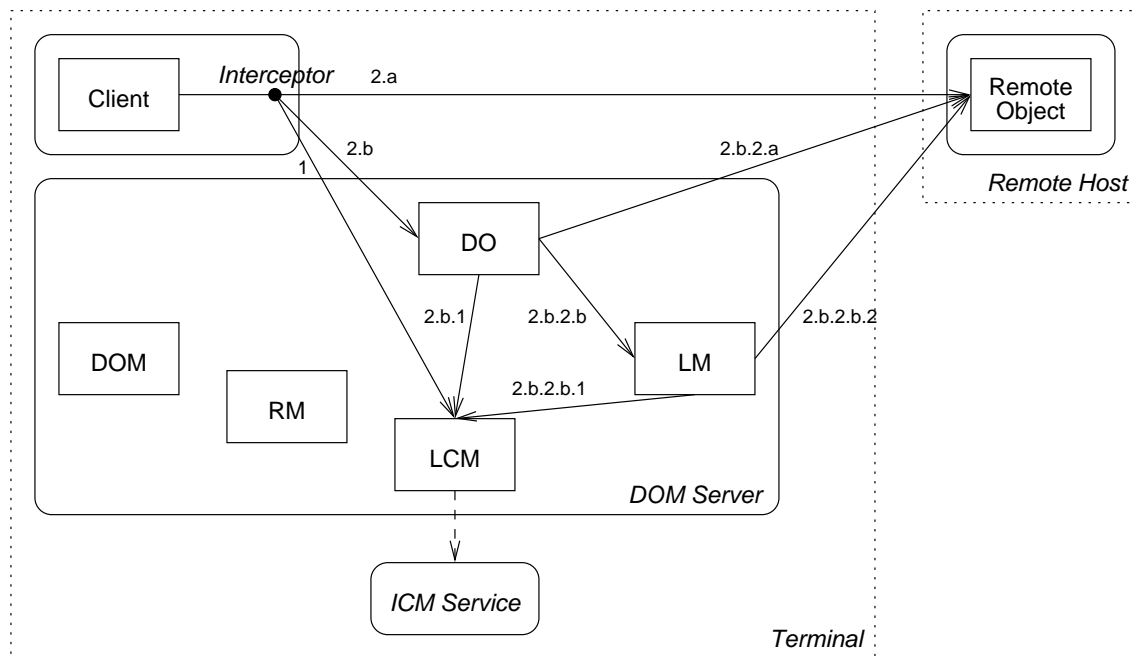 Interceptor
2.a
Client
Remote
Object
2.b
2.b.2.a
1
Remote Host
DO
2.b.1
2.b.2.b
2.b.2.b.2
DOM
LM
2.b.2.b.1
RM
LCM
DOM Server
ICM Service
Terminal